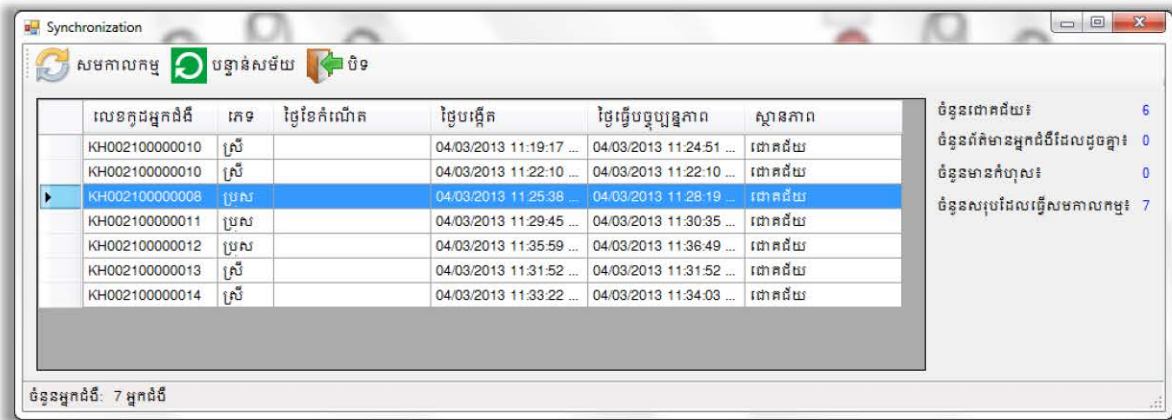 Synchronization
សមកាលកម្ម បន្ទាន់សម័យ បិទ
លេខកូដអ្នកជំងឺ ភេទ ថ្ងៃខែកំណើត ថ្ងៃបង្កើត ថ្ងៃធ្វើបច្ចុប្បន្នភាព ស្ថានភាព
KH002100000010 ស្រី 04/03/2013 11:19:17 ... 04/03/2013 11:24:51 ... ជោគជ័យ
KH002100000010 ស្រី 04/03/2013 11:22:10 ... 04/03/2013 11:22:10 ... ជោគជ័យ
KH002100000008 ប្រុស 04/03/2013 11:25:38 ... 04/03/2013 11:28:19 ... ជោគជ័យ
KH002100000011 ប្រុស 04/03/2013 11:29:45 ... 04/03/2013 11:30:35 ... ជោគជ័យ
KH002100000012 ប្រុស 04/03/2013 11:35:59 ... 04/03/2013 11:36:49 ... ជោគជ័យ
KH002100000013 ស្រី 04/03/2013 11:31:52 ... 04/03/2013 11:31:52 ... ជោគជ័យ
KH002100000014 ស្រី 04/03/2013 11:33:22 ... 04/03/2013 11:34:03 ... ជោគជ័យ
ចំនួនជោគជ័យ៖ 6
ចំនួនព័ត៌មានអ្នកជំងឺដែលដូចគ្នា៖ 0
ចំនួនមានកំហុស៖ 0
ចំនួនសរុបដែលធ្វើសមកាលកម្ម៖ 7
ចំនួនអ្នកជំងឺ: 7 អ្នកជំងឺ